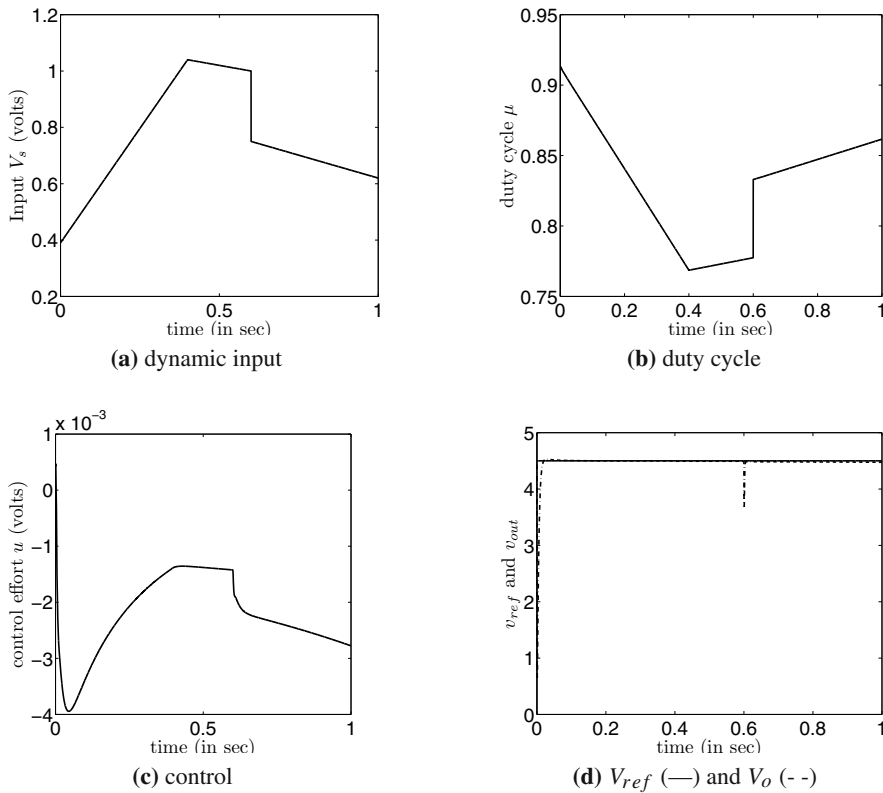 1.2
1
0.8
0.6
0.4
0.2
Input V_s (volts)
0 0.5 1
time (in sec)
(a) dynamic input
0.95
0.9
0.85
0.8
0.75
duty cycle μ
0 0.2 0.4 0.6 0.8 1
time (in sec)
(b) duty cycle
x 10^−3
1
0
−1
−2
−3
−4
control effort u (volts)
0 0.5 1
time (in sec)
(c) control
5
4
3
2
1
0
v_ref and v_out
0 0.2 0.4 0.6 0.8 1
time (in sec)
(d) V_ref (—) and V_o (- -)